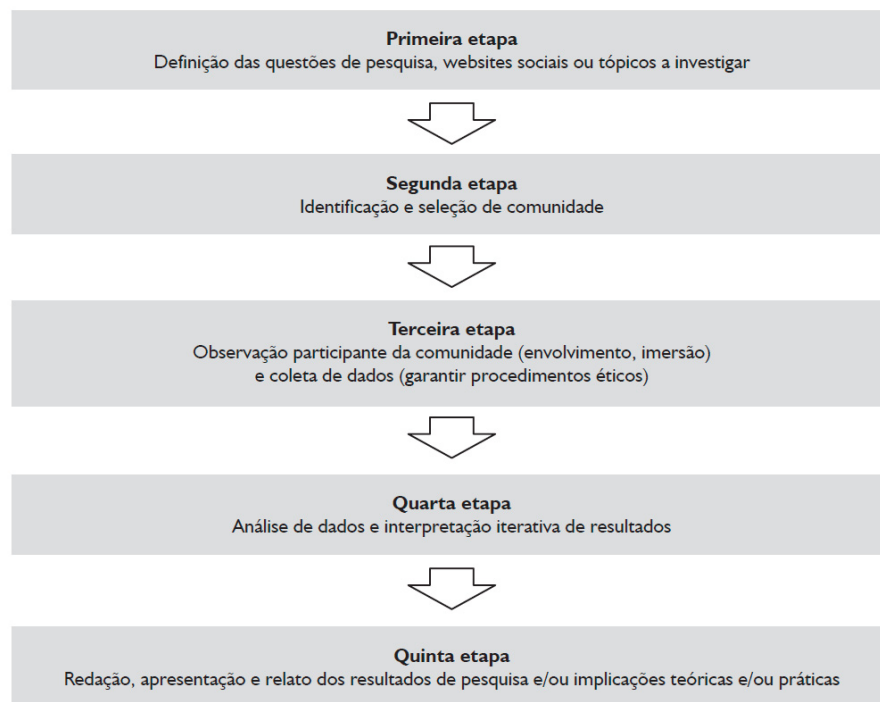 Primeira etapa
Definição das questões de pesquisa, websites sociais ou tópicos a investigar
Segunda etapa
Identificação e seleção de comunidade
Terceira etapa
Observação participante da comunidade (envolvimento, imersão)
e coleta de dados (garantir procedimentos éticos)
Quarta etapa
Análise de dados e interpretação iterativa de resultados
Quinta etapa
Redação, apresentação e relato dos resultados de pesquisa e/ou implicações teóricas e/ou práticas